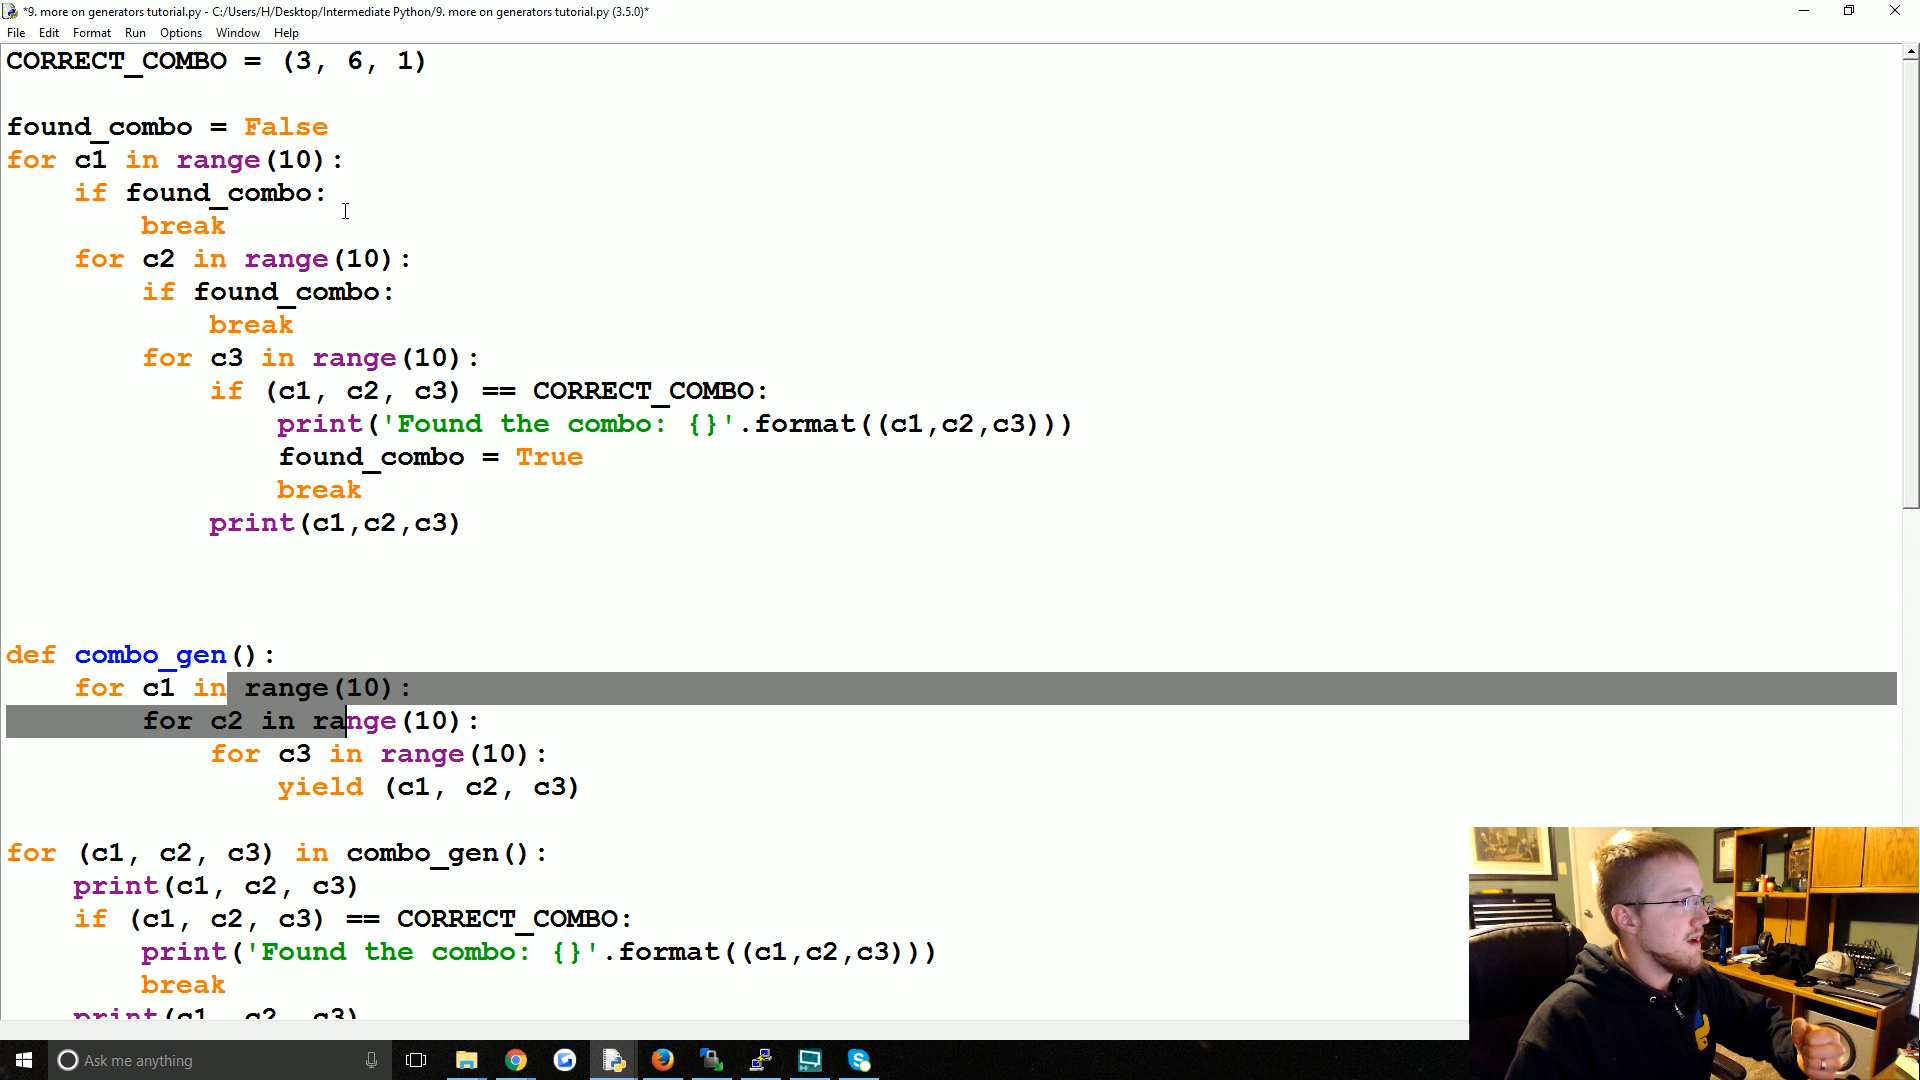 *9. more on generators tutorial.py - C:/Users/H/Desktop/Intermediate Python/9. more on generators tutorial.py (3.5.0)*
File Edit Format Run Options Window Help
CORRECT_COMBO = (3, 6, 1)
found_combo = False
for c1 in range(10):
    if found_combo:
        break
    for c2 in range(10):
        if found_combo:
            break
        for c3 in range(10):
            if (c1, c2, c3) == CORRECT_COMBO:
                print('Found the combo: {}'.format((c1,c2,c3)))
                found_combo = True
                break
            print(c1,c2,c3)
def combo_gen():
    for c1 in range(10):
        for c2 in range(10):
            for c3 in range(10):
                yield (c1, c2, c3)
for (c1, c2, c3) in combo_gen():
    print(c1, c2, c3)
    if (c1, c2, c3) == CORRECT_COMBO:
        print('Found the combo: {}'.format((c1,c2,c3)))
        break
    print(c1, c2, c3)
Ask me anything